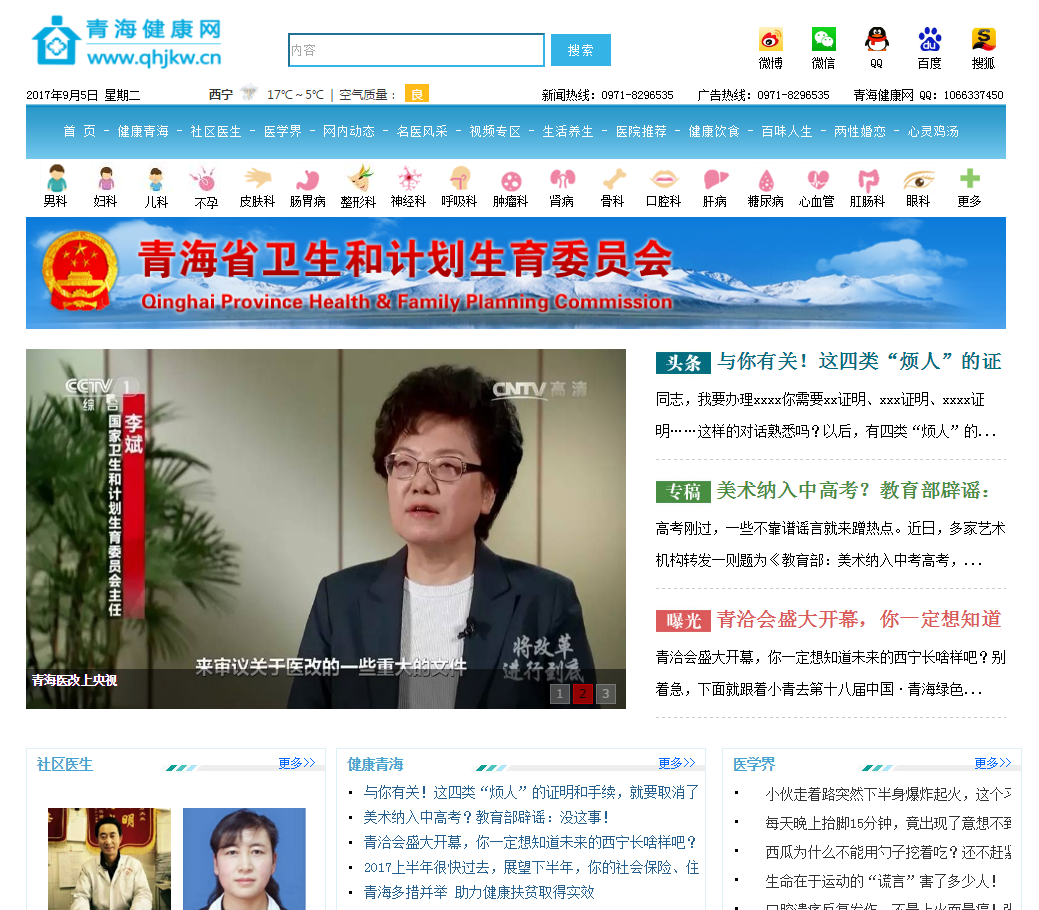 青海健康网
www.qhjkw.cn
内容
搜索
微博 微信 QQ 百度 搜狐
2017年9月5日 星期二
西宁 17℃~5℃ | 空气质量： 良
新闻热线：0971-8296535 广告热线：0971-8296535 青海健康网 QQ：1066337450
首 页 - 健康青海 - 社区医生 - 医学界 - 网内动态 - 名医风采 - 视频专区 - 生活养生 - 医院推荐 - 健康饮食 - 百味人生 - 两性婚恋 - 心灵鸡汤
男科 妇科 儿科 不孕 皮肤科 肠胃病 整形科 神经科 呼吸科 肿瘤科 肾病 骨科 口腔科 肝病 糖尿病 心血管 肛肠科 眼科 更多
青海省卫生和计划生育委员会
Qinghai Province Health & Family Planning Commission
CCTV 1
综合
CNTV 高清
李斌
国家卫生和计划生育委员会主任
来审议关于医改的一些重大的文件
将改革
进行到底
青海医改上央视
1 2 3
头条 与你有关！这四类“烦人”的证
同志，我要办理xxxx你需要xx证明、xxx证明、xxxx证
明……这样的对话熟悉吗？以后，有四类“烦人”的...
专稿 美术纳入中高考？教育部辟谣：
高考刚过，一些不靠谱谣言就来蹭热点。近日，多家艺术
机构转发一则题为《教育部：美术纳入中考高考，...
曝光 青洽会盛大开幕，你一定想知道
青洽会盛大开幕，你一定想知道未来的西宁长啥样吧？别
着急，下面就跟着小青去第十八届中国·青海绿色...
社区医生 更多>>
健康青海 更多>>
与你有关！这四类“烦人”的证明和手续，就要取消了
美术纳入中高考？教育部辟谣：没这事！
青洽会盛大开幕，你一定想知道未来的西宁长啥样吧？
2017上半年很快过去，展望下半年，你的社会保险、住
青海多措并举 助力健康扶贫取得实效
医学界 更多>>
小伙走着路突然下半身爆炸起火，这个
每天晚上抬脚15分钟，竟出现了意想不到
西瓜为什么不能用勺子挖着吃？还不赶
生命在于运动的“谎言”害了多少人！